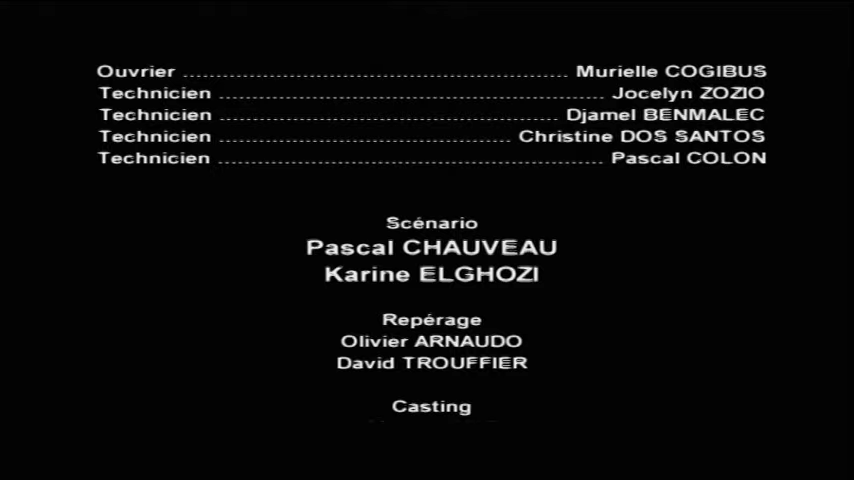 Ouvrier ........................................................... Murielle COGIBUS
Technicien ........................................................... Jocelyn ZOZIO
Technicien .................................................... Djamel BENMALEC
Technicien ............................................. Christine DOS SANTOS
Technicien ........................................................... Pascal COLON
Scénario
Pascal CHAUVEAU
Karine ELGHOZI
Repérage
Olivier ARNAUDO
David TROUFFIER
Casting